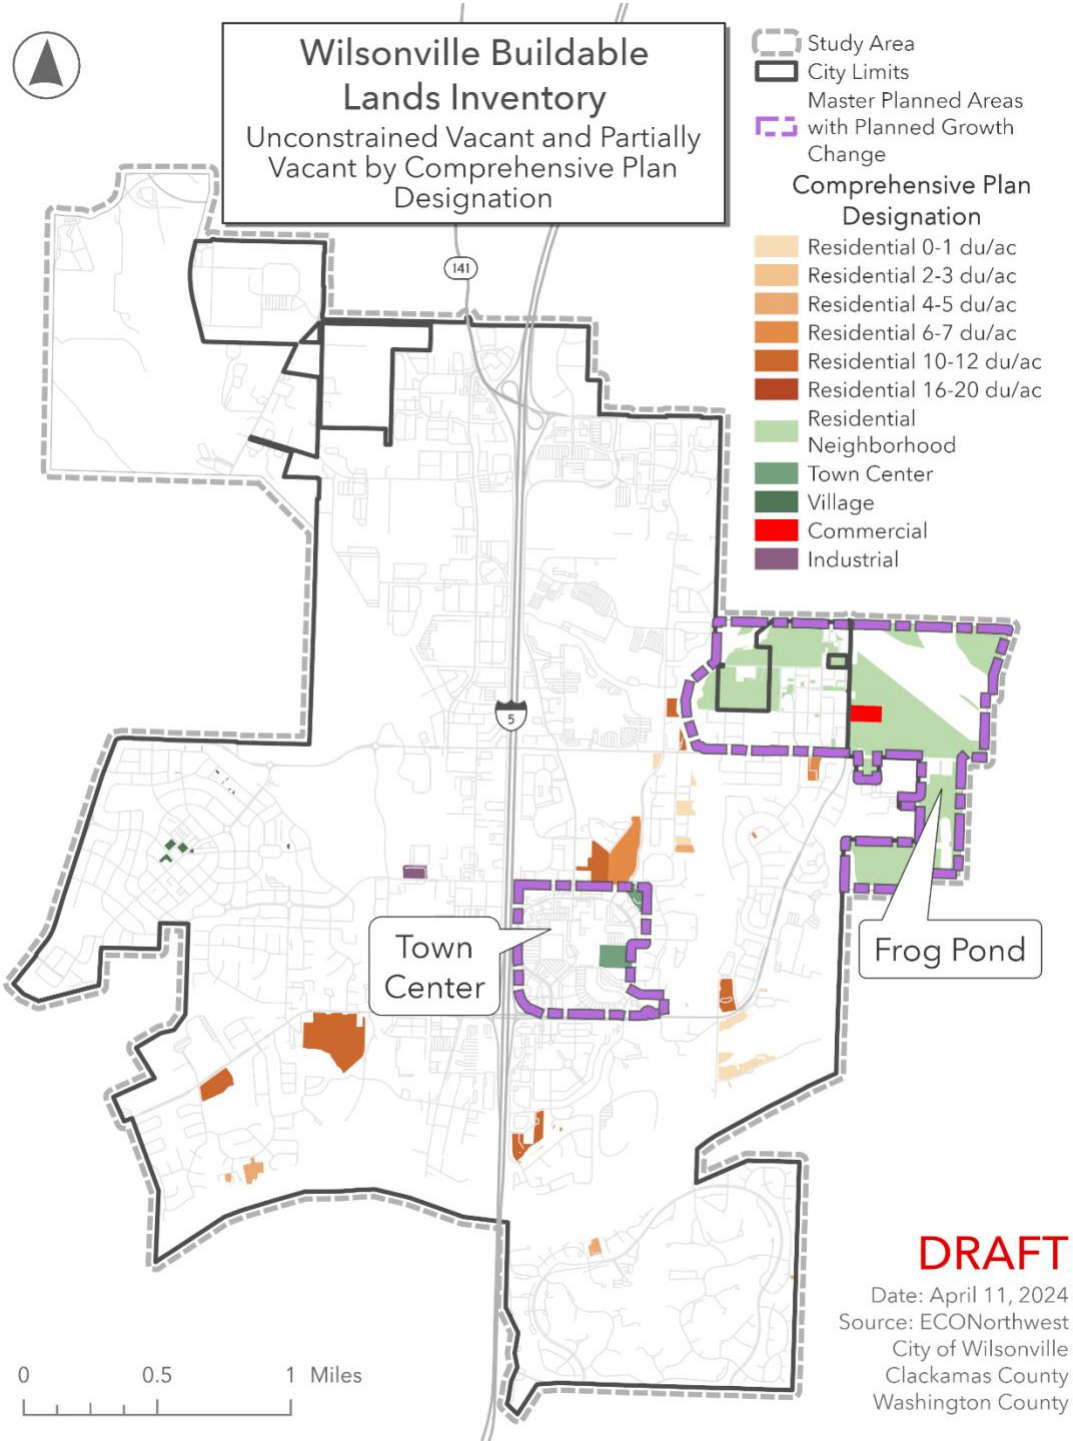 Wilsonville Buildable
Lands Inventory
Unconstrained Vacant and Partially
Vacant by Comprehensive Plan
Designation
Study Area
City Limits
Master Planned Areas
with Planned Growth
Change
Comprehensive Plan
Designation
Residential 0-1 du/ac
Residential 2-3 du/ac
Residential 4-5 du/ac
Residential 6-7 du/ac
Residential 10-12 du/ac
Residential 16-20 du/ac
Residential
Neighborhood
Town Center
Village
Commercial
Industrial
141
5
Town
Center
Frog Pond
DRAFT
Date: April 11, 2024
Source: ECONorthwest
City of Wilsonville
Clackamas County
Washington County
0 0.5 1 Miles